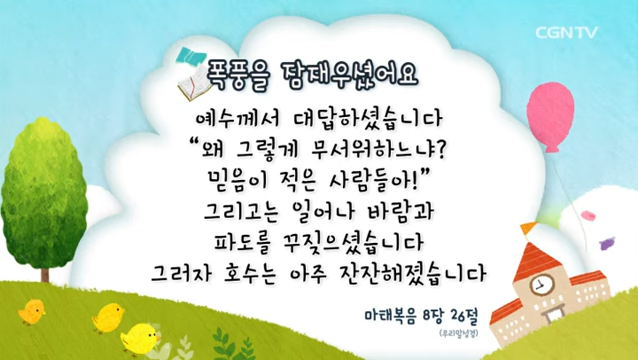 CGNTV
폭풍을 잠재우셨어요
예수께서 대답하셨습니다
“왜 그렇게 무서워하느냐?
믿음이 적은 사람들아!”
그리고는 일어나 바람과
파도를 꾸짖으셨습니다
그러자 호수는 아주 잔잔해졌습니다
마태복음 8장 26절
(우리말성경)